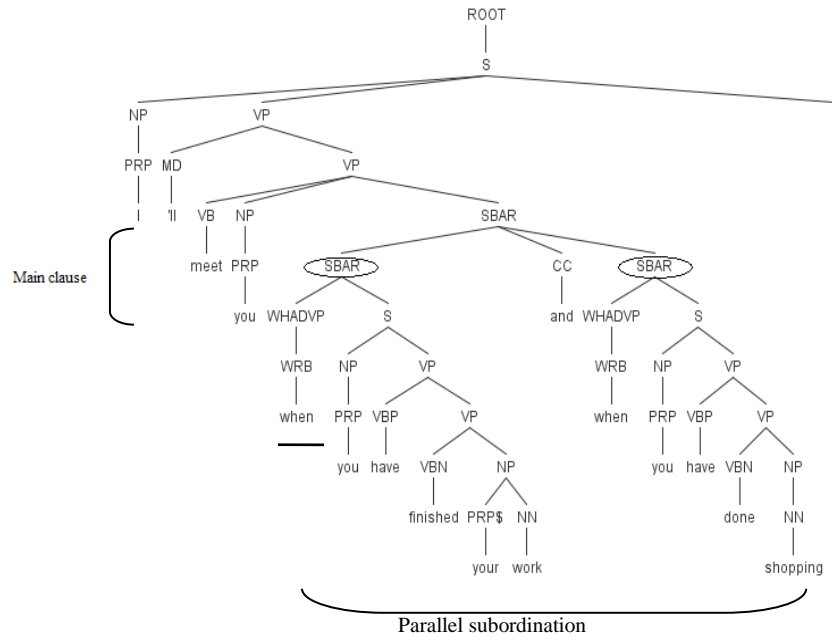 ROOT
S
NP VP
PRP MD VP
I 'll VB NP SBAR
Main clause
meet PRP SBAR CC SBAR
you WHADVP S and WHADVP S
WRB NP VP WRB NP VP
when PRP VBP VP when PRP VBP VP
you have VBN NP you have VBN NP
finished PRP$ NN done NN
your work shopping
Parallel subordination